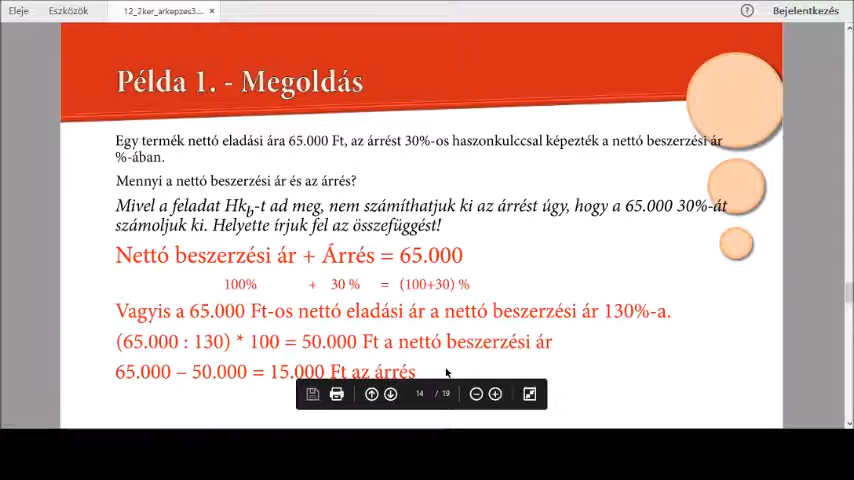 Eleje Eszközök 12_2ker_arkepzes3.... × ? Bejelentkezés
Példa 1. - Megoldás
Egy termék nettó eladási ára 65.000 Ft, az árrést 30%-os haszonkulccsal képezték a nettó beszerzési ár
%-ában.
Mennyi a nettó beszerzési ár és az árrés?
Mivel a feladat Hkb-t ad meg, nem számíthatjuk ki az árrést úgy, hogy a 65.000 30%-át
számoljuk ki. Helyette írjuk fel az összefüggést!
Nettó beszerzési ár + Árrés = 65.000
100% + 30 % = (100+30) %
Vagyis a 65.000 Ft-os nettó eladási ár a nettó beszerzési ár 130%-a.
(65.000 : 130) * 100 = 50.000 Ft a nettó beszerzési ár
65.000 – 50.000 = 15.000 Ft az árrés
14 / 19